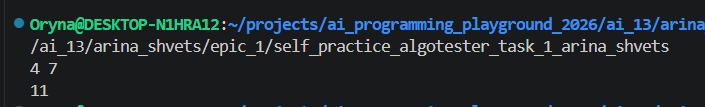 Oryna@DESKTOP-N1HRA12:~/projects/ai_programming_playground_2026/ai_13/arina
/ai_13/arina_shvets/epic_1/self_practice_algotester_task_1_arina_shvets
4 7
11